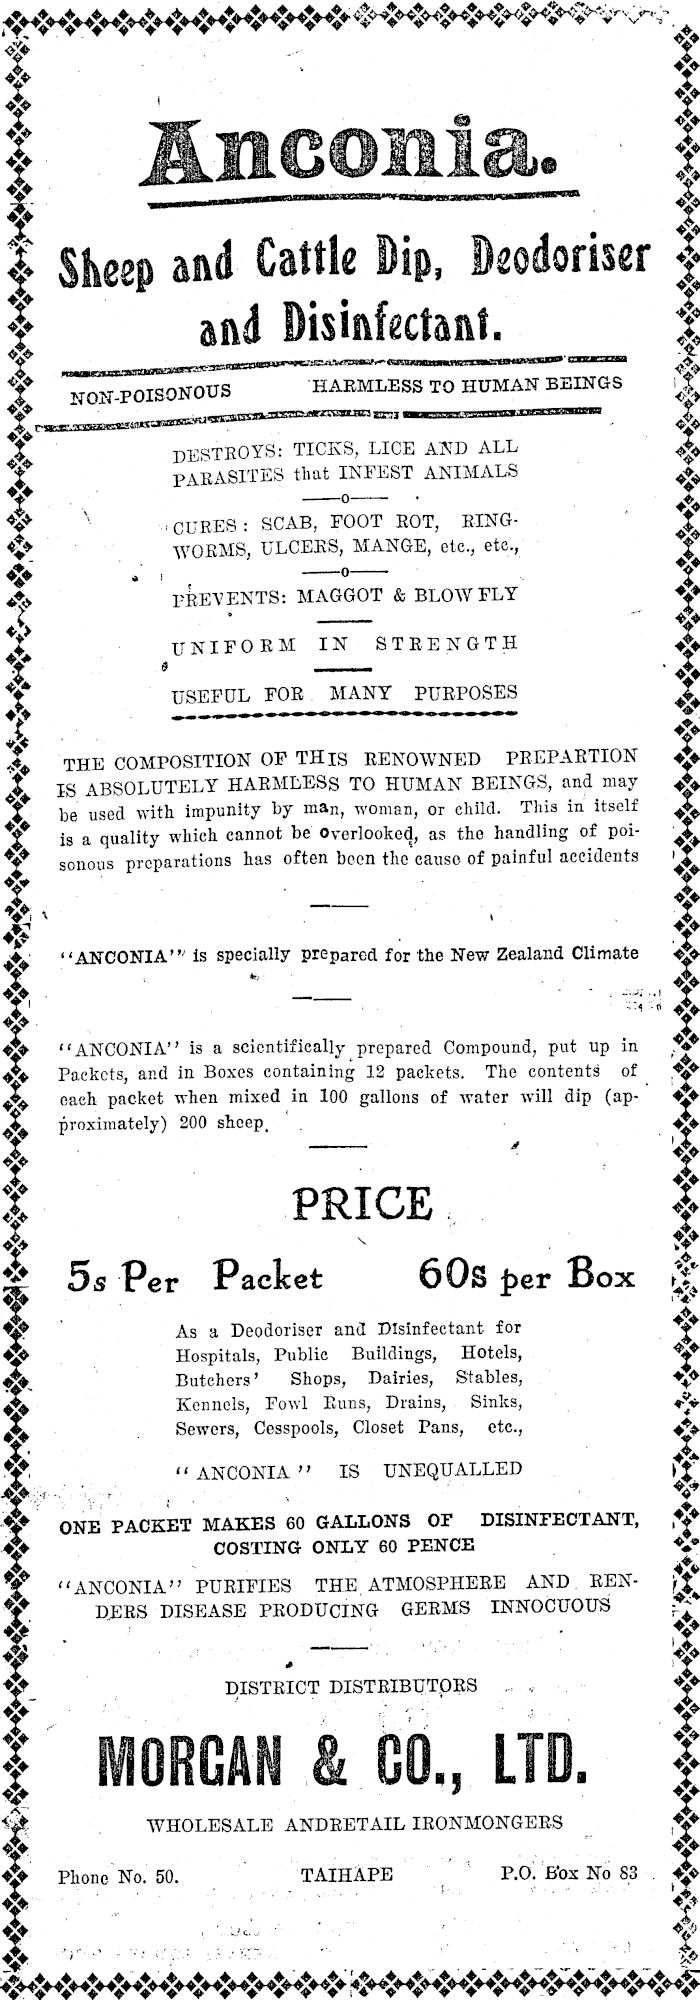 Anconia.
Sheep and Cattle Dip, Deodoriser
and Disinfectant.
NON-POISONOUS HARMLESS TO HUMAN BEINGS
DESTROYS: TICKS, LICE AND ALL
PARASITES that INFEST ANIMALS
—o—
CURES: SCAB, FOOT ROT, RING-
WORMS, ULCERS, MANGE, etc., etc.,
—o—
PREVENTS: MAGGOT & BLOW FLY
UNIFORM IN STRENGTH
USEFUL FOR MANY PURPOSES
THE COMPOSITION OF THIS RENOWNED PREPARTION
IS ABSOLUTELY HARMLESS TO HUMAN BEINGS, and may
be used with impunity by man, woman, or child. This in itself
is a quality which cannot be overlooked, as the handling of poi-
sonous preparations has often been the cause of painful accidents
"ANCONIA" is specially prepared for the New Zealand Climate
"ANCONIA" is a scientifically prepared Compound, put up in
Packets, and in Boxes containing 12 packets. The contents of
each packet when mixed in 100 gallons of water will dip (ap-
proximately) 200 sheep.
PRICE
5s Per Packet 60s per Box
As a Deodoriser and Disinfectant for
Hospitals, Public Buildings, Hotels,
Butchers' Shops, Dairies, Stables,
Kennels, Fowl Runs, Drains, Sinks,
Sewers, Cesspools, Closet Pans, etc.,
"ANCONIA" IS UNEQUALLED
ONE PACKET MAKES 60 GALLONS OF DISINFECTANT,
COSTING ONLY 60 PENCE
"ANCONIA" PURIFIES THE ATMOSPHERE AND REN-
DERS DISEASE PRODUCING GERMS INNOCUOUS
DISTRICT DISTRIBUTORS
MORGAN & CO., LTD.
WHOLESALE ANDRETAIL IRONMONGERS
Phone No. 50. TAIHAPE P.O. Box No 83